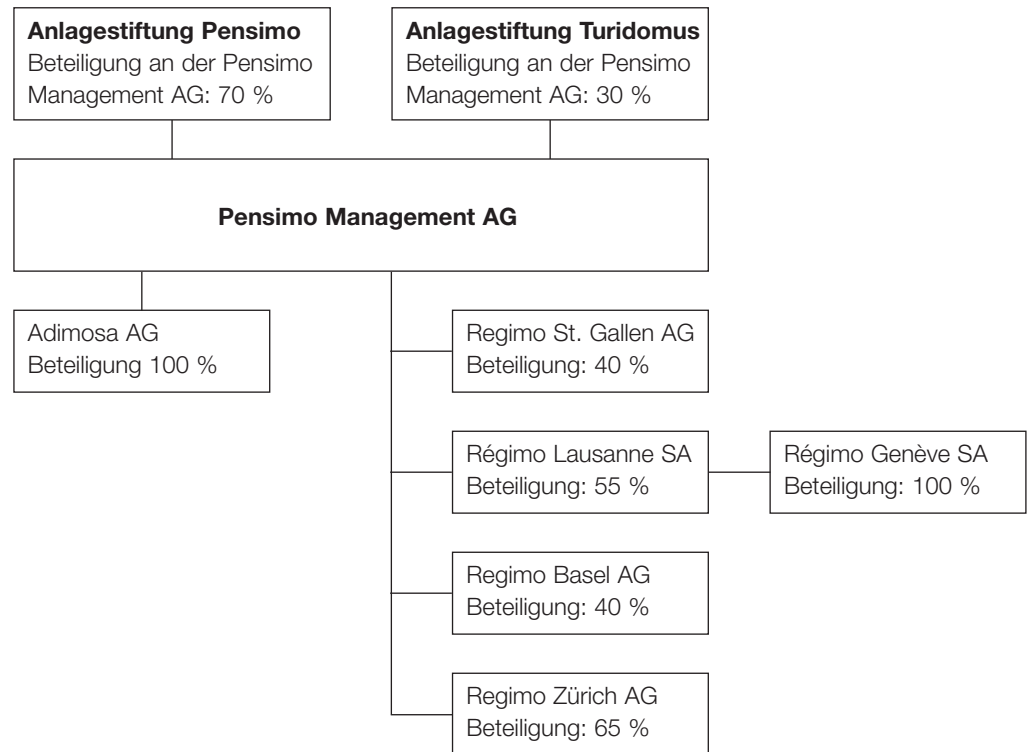 Anlagestiftung Pensimo
Beteiligung an der Pensimo
Management AG: 70 %
Anlagestiftung Turidomus
Beteiligung an der Pensimo
Management AG: 30 %
Pensimo Management AG
Adimosa AG
Beteiligung 100 %
Regimo St. Gallen AG
Beteiligung: 40 %
Régimo Lausanne SA
Beteiligung: 55 %
Régimo Genève SA
Beteiligung: 100 %
Regimo Basel AG
Beteiligung: 40 %
Regimo Zürich AG
Beteiligung: 65 %